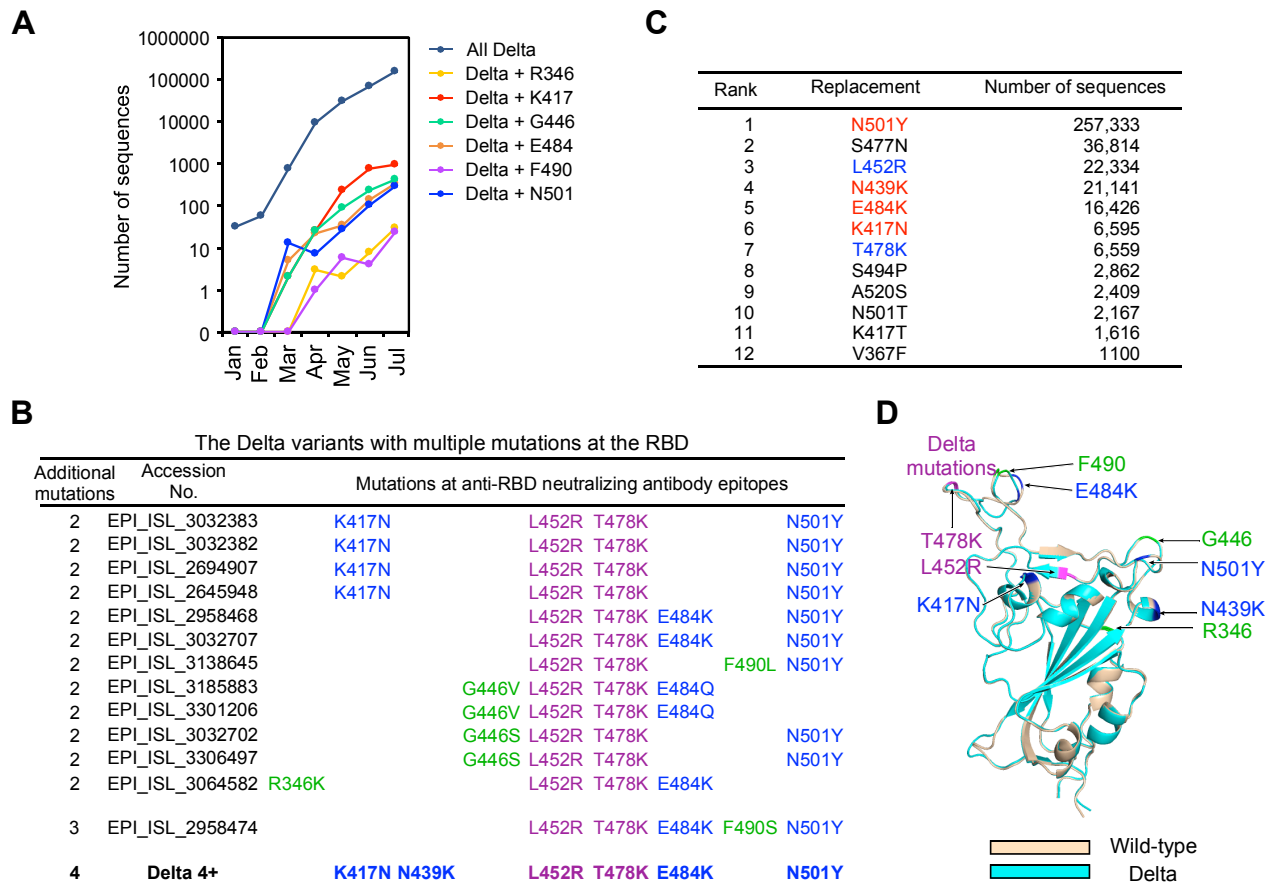 A
Number of sequences
1000000
100000
10000
1000
100
10
1
0
Jan
Feb
Mar
Apr
May
Jun
Jul
All Delta
Delta + R346
Delta + K417
Delta + G446
Delta + E484
Delta + F490
Delta + N501
C
Rank Replacement Number of sequences
1 N501Y 257,333
2 S477N 36,814
3 L452R 22,334
4 N439K 21,141
5 E484K 16,426
6 K417N 6,595
7 T478K 6,559
8 S494P 2,862
9 A520S 2,409
10 N501T 2,167
11 K417T 1,616
12 V367F 1100
B
The Delta variants with multiple mutations at the RBD
Additional mutations Accession No. Mutations at anti-RBD neutralizing antibody epitopes
2 EPI_ISL_3032383 K417N L452R T478K N501Y
2 EPI_ISL_3032382 K417N L452R T478K N501Y
2 EPI_ISL_2694907 K417N L452R T478K N501Y
2 EPI_ISL_2645948 K417N L452R T478K N501Y
2 EPI_ISL_2958468 L452R T478K E484K N501Y
2 EPI_ISL_3032707 L452R T478K E484K N501Y
2 EPI_ISL_3138645 L452R T478K F490L N501Y
2 EPI_ISL_3185883 G446V L452R T478K E484Q
2 EPI_ISL_3301206 G446V L452R T478K E484Q
2 EPI_ISL_3032702 G446S L452R T478K N501Y
2 EPI_ISL_3306497 G446S L452R T478K N501Y
2 EPI_ISL_3064582 R346K L452R T478K E484K
3 EPI_ISL_2958474 L452R T478K E484K F490S N501Y
4 Delta 4+ K417N N439K L452R T478K E484K N501Y
D
Delta
mutations
F490
E484K
T478K
L452R
K417N
G446
N501Y
N439K
R346
Wild-type
Delta